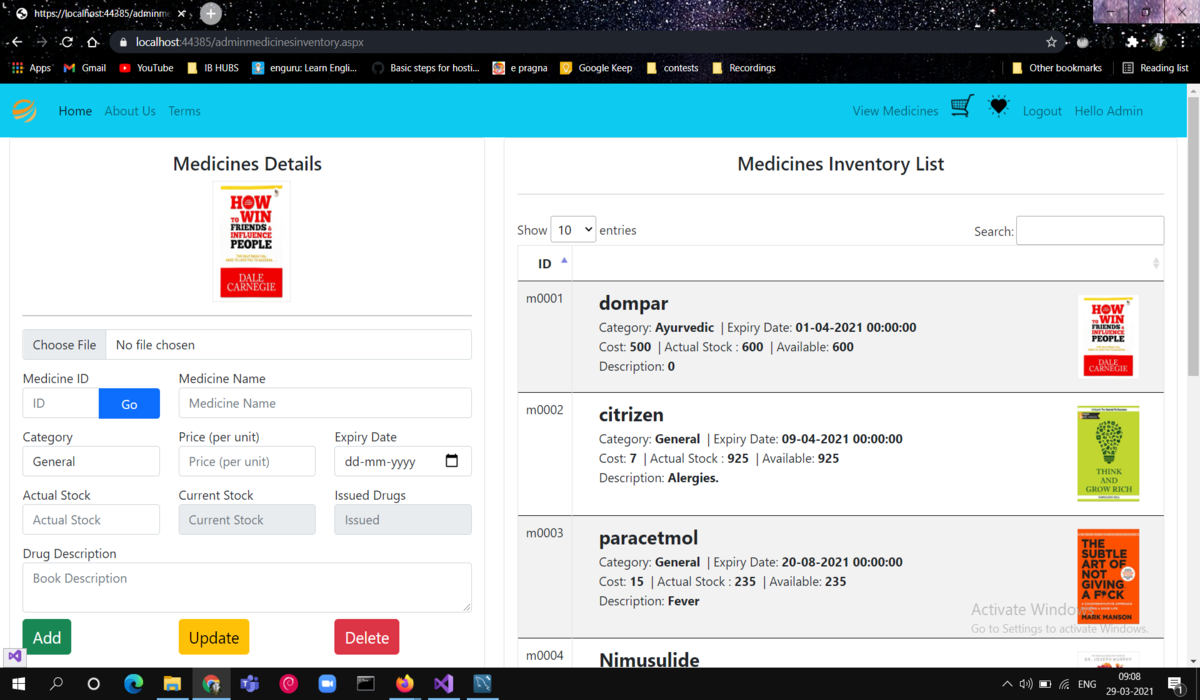 https://localhost:44385/adminme
localhost:44385/adminmedicinesinventory.aspx
Apps Gmail YouTube IB HUBS enguru: Learn Engli... Basic steps for hosti... e pragna Google Keep contests Recordings Other bookmarks Reading list
Home About Us Terms View Medicines Logout Hello Admin
Medicines Details
HOW
TO WIN
FRIENDS &
INFLUENCE
PEOPLE
DALE
CARNEGIE
Choose File No file chosen
Medicine ID Medicine Name
ID Go Medicine Name
Category Price (per unit) Expiry Date
General Price (per unit) dd-mm-yyyy
Actual Stock Current Stock Issued Drugs
Actual Stock Current Stock Issued
Drug Description
Book Description
Add Update Delete
Medicines Inventory List
Show 10 entries Search:
ID
m0001 dompar
Category: Ayurvedic | Expiry Date: 01-04-2021 00:00:00
Cost: 500 | Actual Stock : 600 | Available: 600
Description: 0
HOW
TO WIN
FRIENDS &
INFLUENCE
PEOPLE
DALE
CARNEGIE
m0002 citrizen
Category: General | Expiry Date: 09-04-2021 00:00:00
Cost: 7 | Actual Stock : 925 | Available: 925
Description: Alergies.
THINK
AND
GROW RICH
m0003 paracetmol
Category: General | Expiry Date: 20-08-2021 00:00:00
Cost: 15 | Actual Stock : 235 | Available: 235
Description: Fever
THE
SUBTLE
ART OF
NOT
GIVING
A F*CK
MARK MANSON
Activate Windows
Go to Settings to activate Windows.
m0004 Nimusulide
ENG
09:08
29-03-2021
1